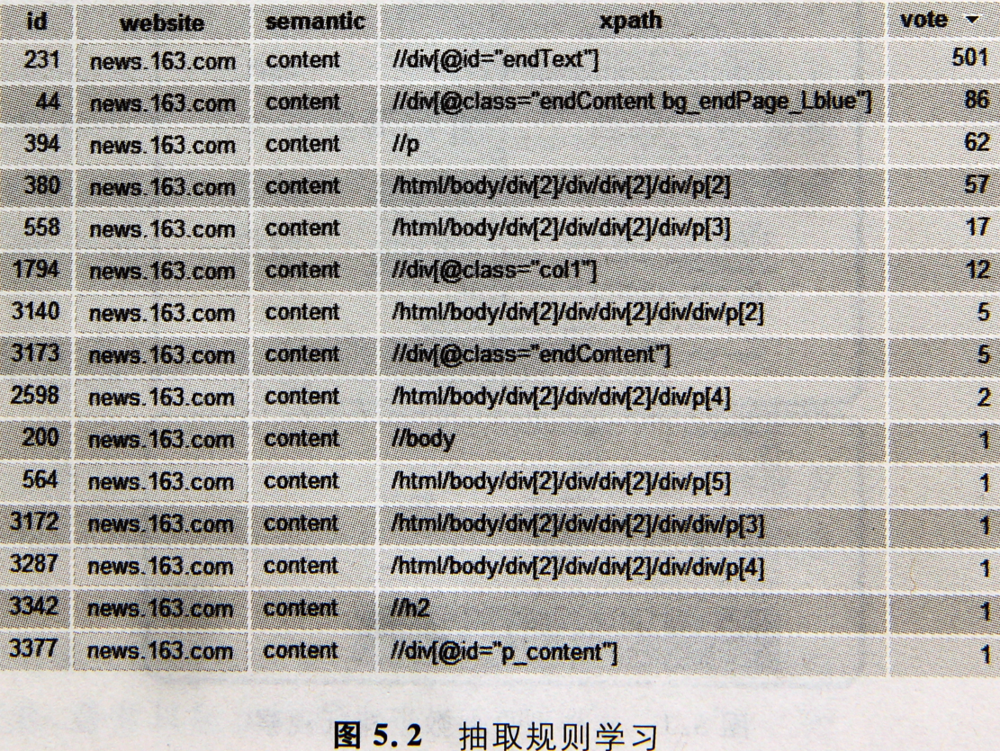 id website semantic xpath vote
231 news.163.com content //div[@id="endText"] 501
44 news.163.com content //div[@class="endContent bg_endPage_Lblue"] 86
394 news.163.com content //p 62
380 news.163.com content /html/body/div[2]/div/div[2]/div/p[2] 57
558 news.163.com content /html/body/div[2]/div/div[2]/div/p[3] 17
1794 news.163.com content //div[@class="col1"] 12
3140 news.163.com content /html/body/div[2]/div/div[2]/div/div/p[2] 5
3173 news.163.com content //div[@class="endContent"] 5
2598 news.163.com content /html/body/div[2]/div/div[2]/div/p[4] 2
200 news.163.com content //body 1
564 news.163.com content /html/body/div[2]/div/div[2]/div/p[5] 1
3172 news.163.com content /html/body/div[2]/div/div[2]/div/div/p[3] 1
3287 news.163.com content /html/body/div[2]/div/div[2]/div/div/p[4] 1
3342 news.163.com content //h2 1
3377 news.163.com content //div[@id="p_content"] 1
图 5.2 抽取规则学习